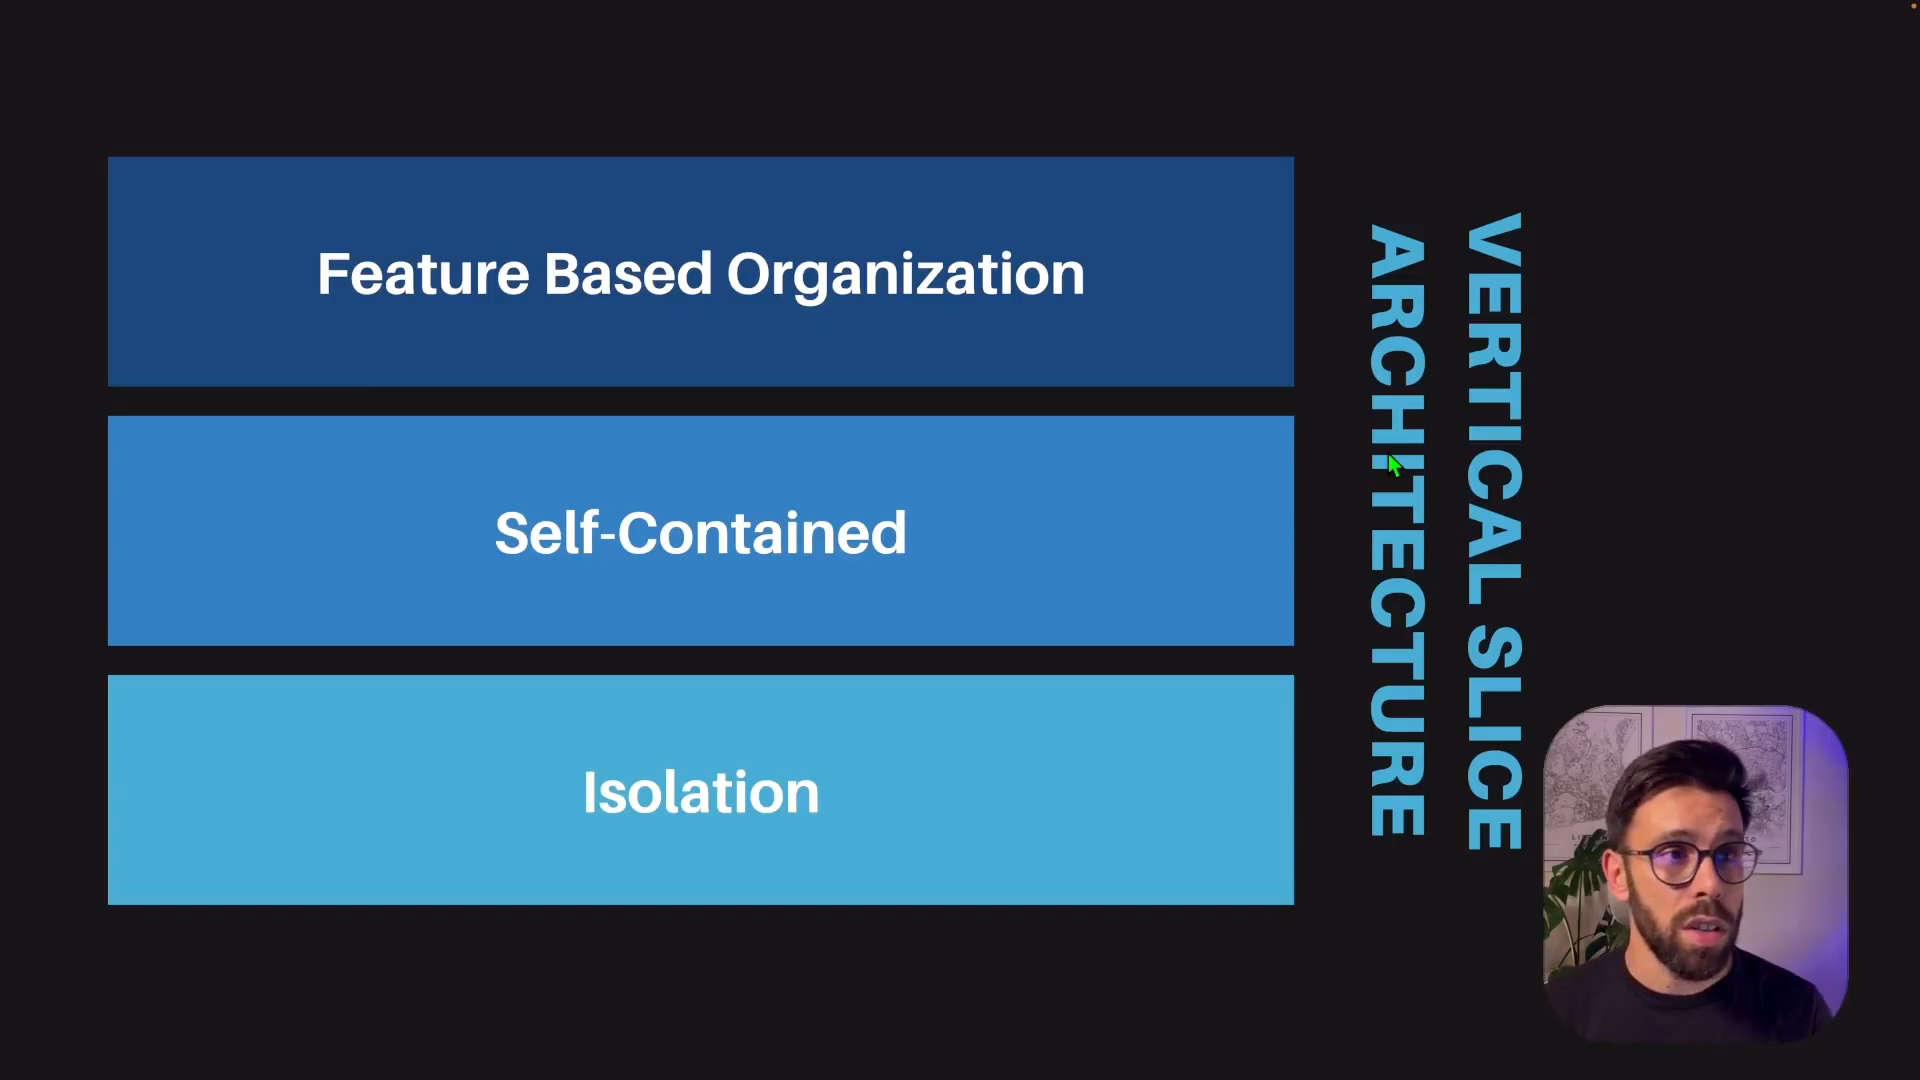 Feature Based Organization
Self-Contained
Isolation
VERTICAL SLICE
ARCHITECTURE